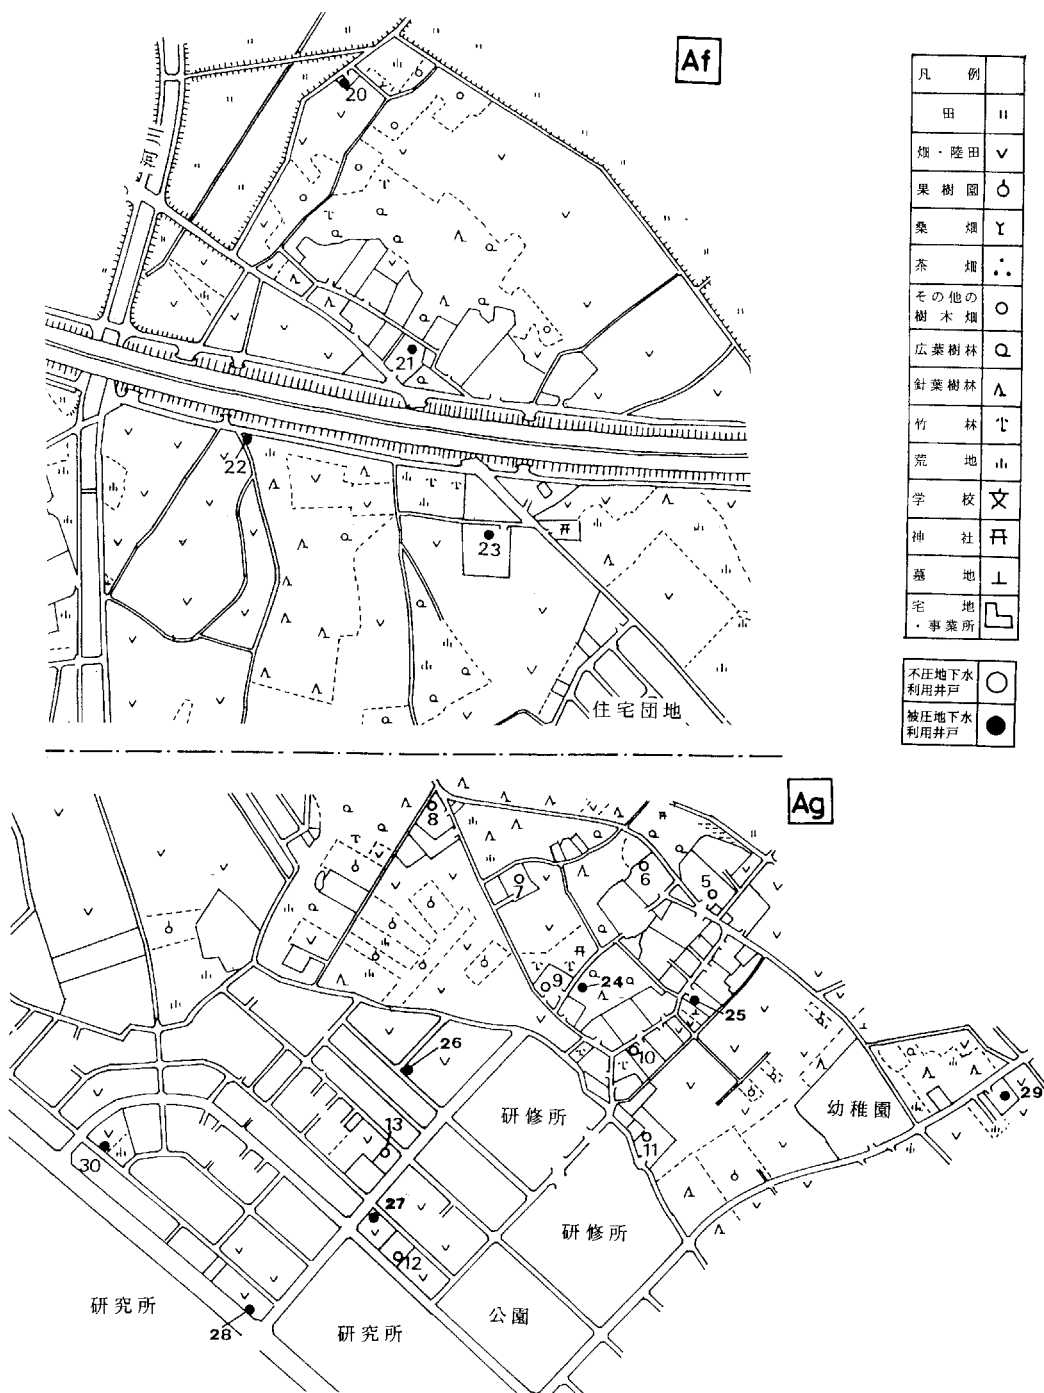 Af
河川
20
21
22
23
住宅団地
凡例
田
畑・陸田
果樹園
桑畑
茶畑
その他の
樹木畑
広葉樹林
針葉樹林
竹林
荒地
学校
神社
墓地
宅地
・事業所
不圧地下水
利用井戸
被圧地下水
利用井戸
Ag
8
7
6
5
9
24
25
26
10
研修所
幼稚園
29
13
11
30
27
12
研修所
研究所
28
研究所
公園